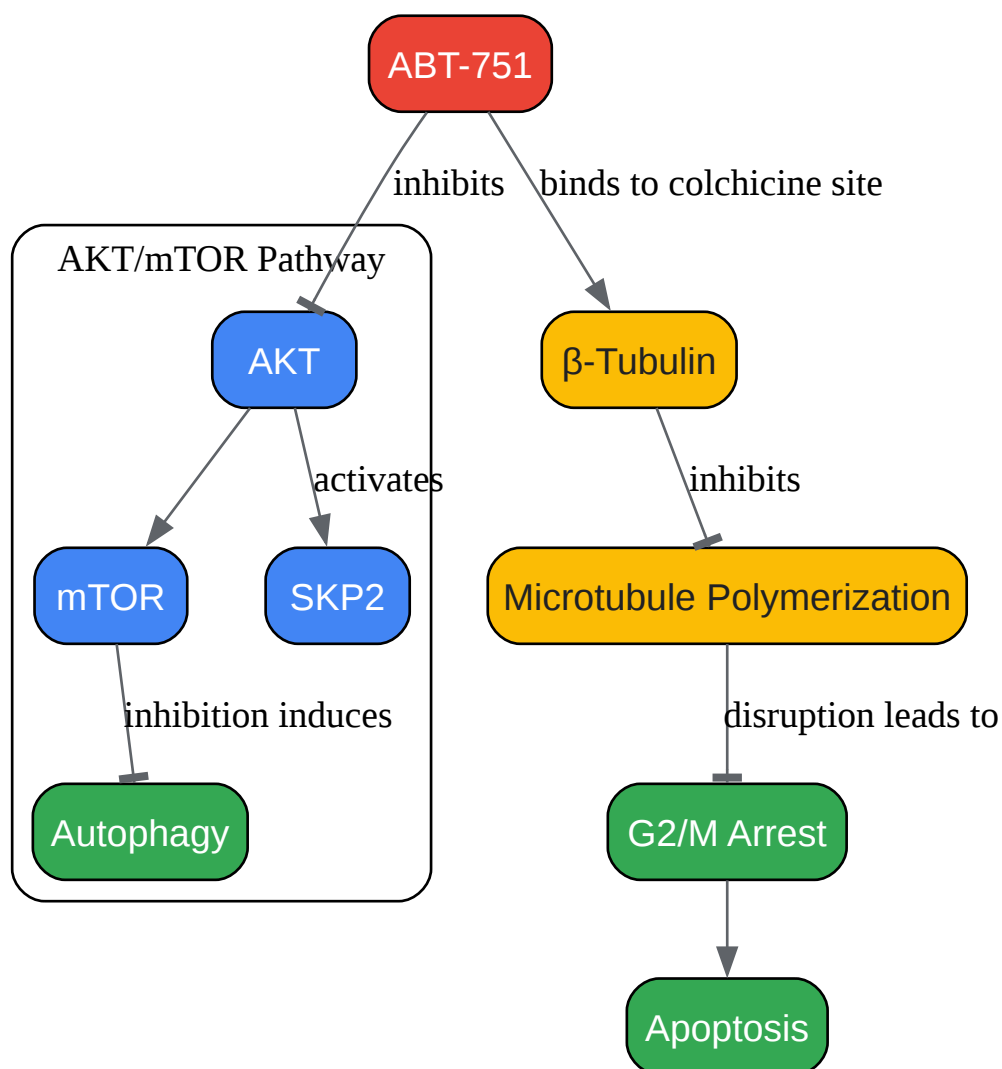 ABT-751
inhibits
binds to colchicine site
AKT/mTOR Pathway
AKT
β-Tubulin
activates
inhibits
mTOR
SKP2
Microtubule Polymerization
inhibition induces
disruption leads to
Autophagy
G2/M Arrest
Apoptosis